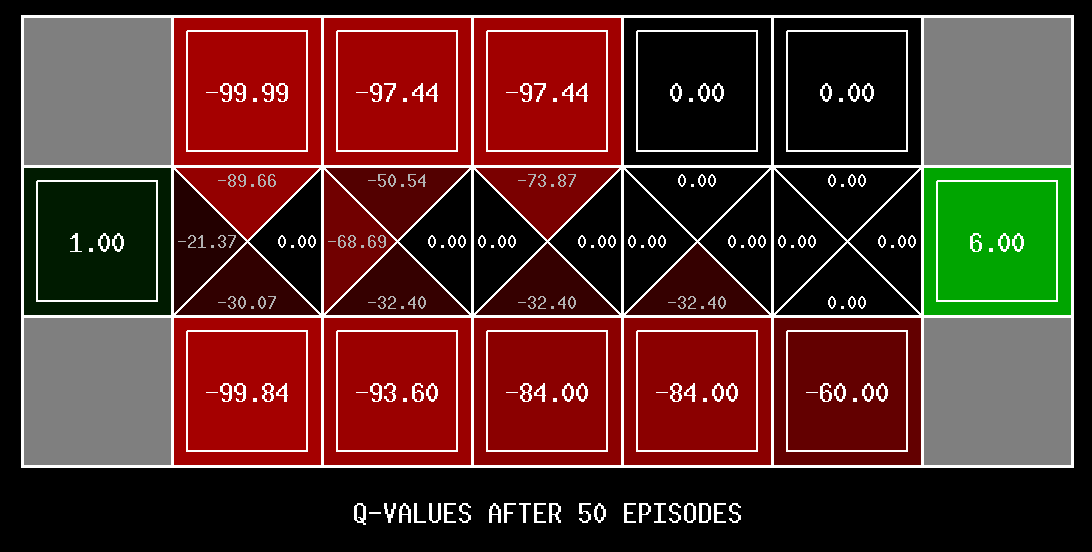 -99.99 -97.44 -97.44 0.00 0.00
-89.66 -50.54 -73.87 0.00 0.00
1.00 -21.37 0.00 -68.69 0.00 0.00 0.00 0.00 0.00 0.00 0.00 6.00
-30.07 -32.40 -32.40 -32.40 0.00
-99.84 -93.60 -84.00 -84.00 -60.00
Q-VALUES AFTER 50 EPISODES